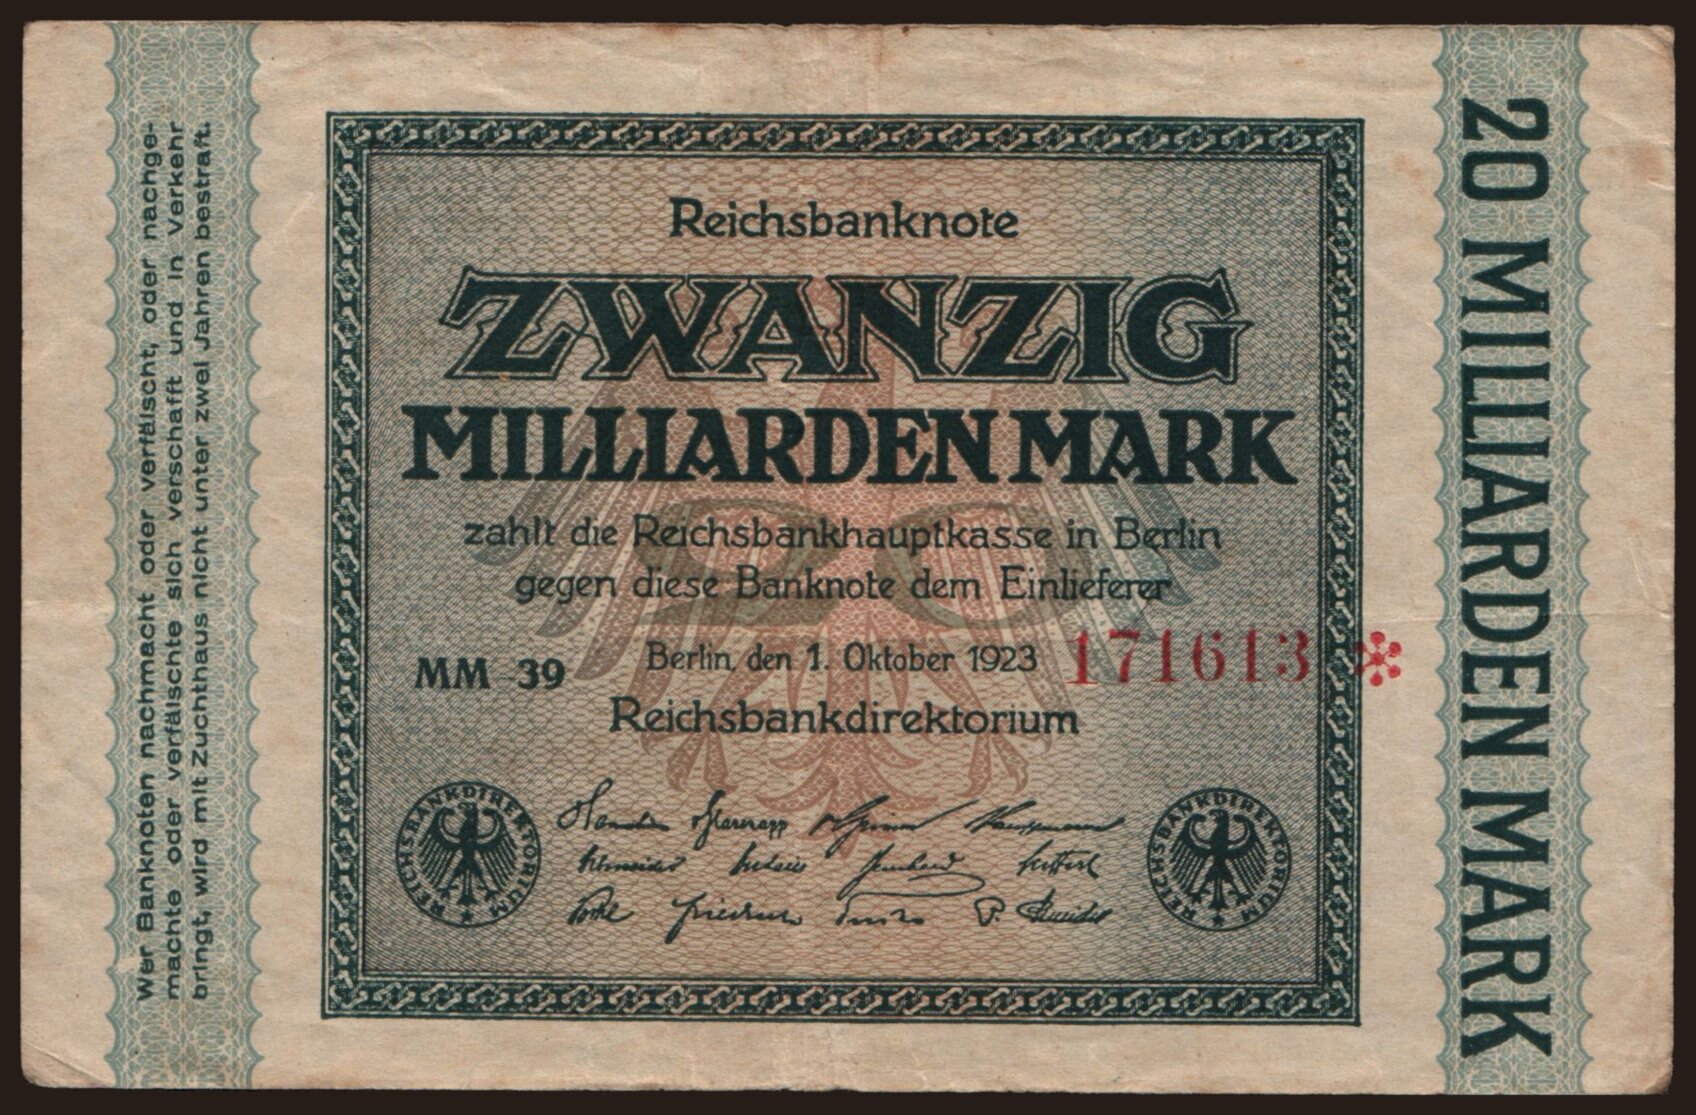 Wer Banknoten nachmacht oder verfälscht, oder nachge-
machte oder verfälschte sich verschafft und in Verkehr
bringt, wird mit Zuchthaus nicht unter zwei Jahren bestraft.
Reichsbanknote
ZWANZIG
MILLIARDEN MARK
zahlt die Reichsbankhauptkasse in Berlin
gegen diese Banknote dem Einlieferer
MM - 39 Berlin, den 1. Oktober 1923 171613 *
Reichsbankdirektorium
REICHSBANKDIREKTORIUM
REICHSBANKDIREKTORIUM
20
20 MILLIARDEN MARK